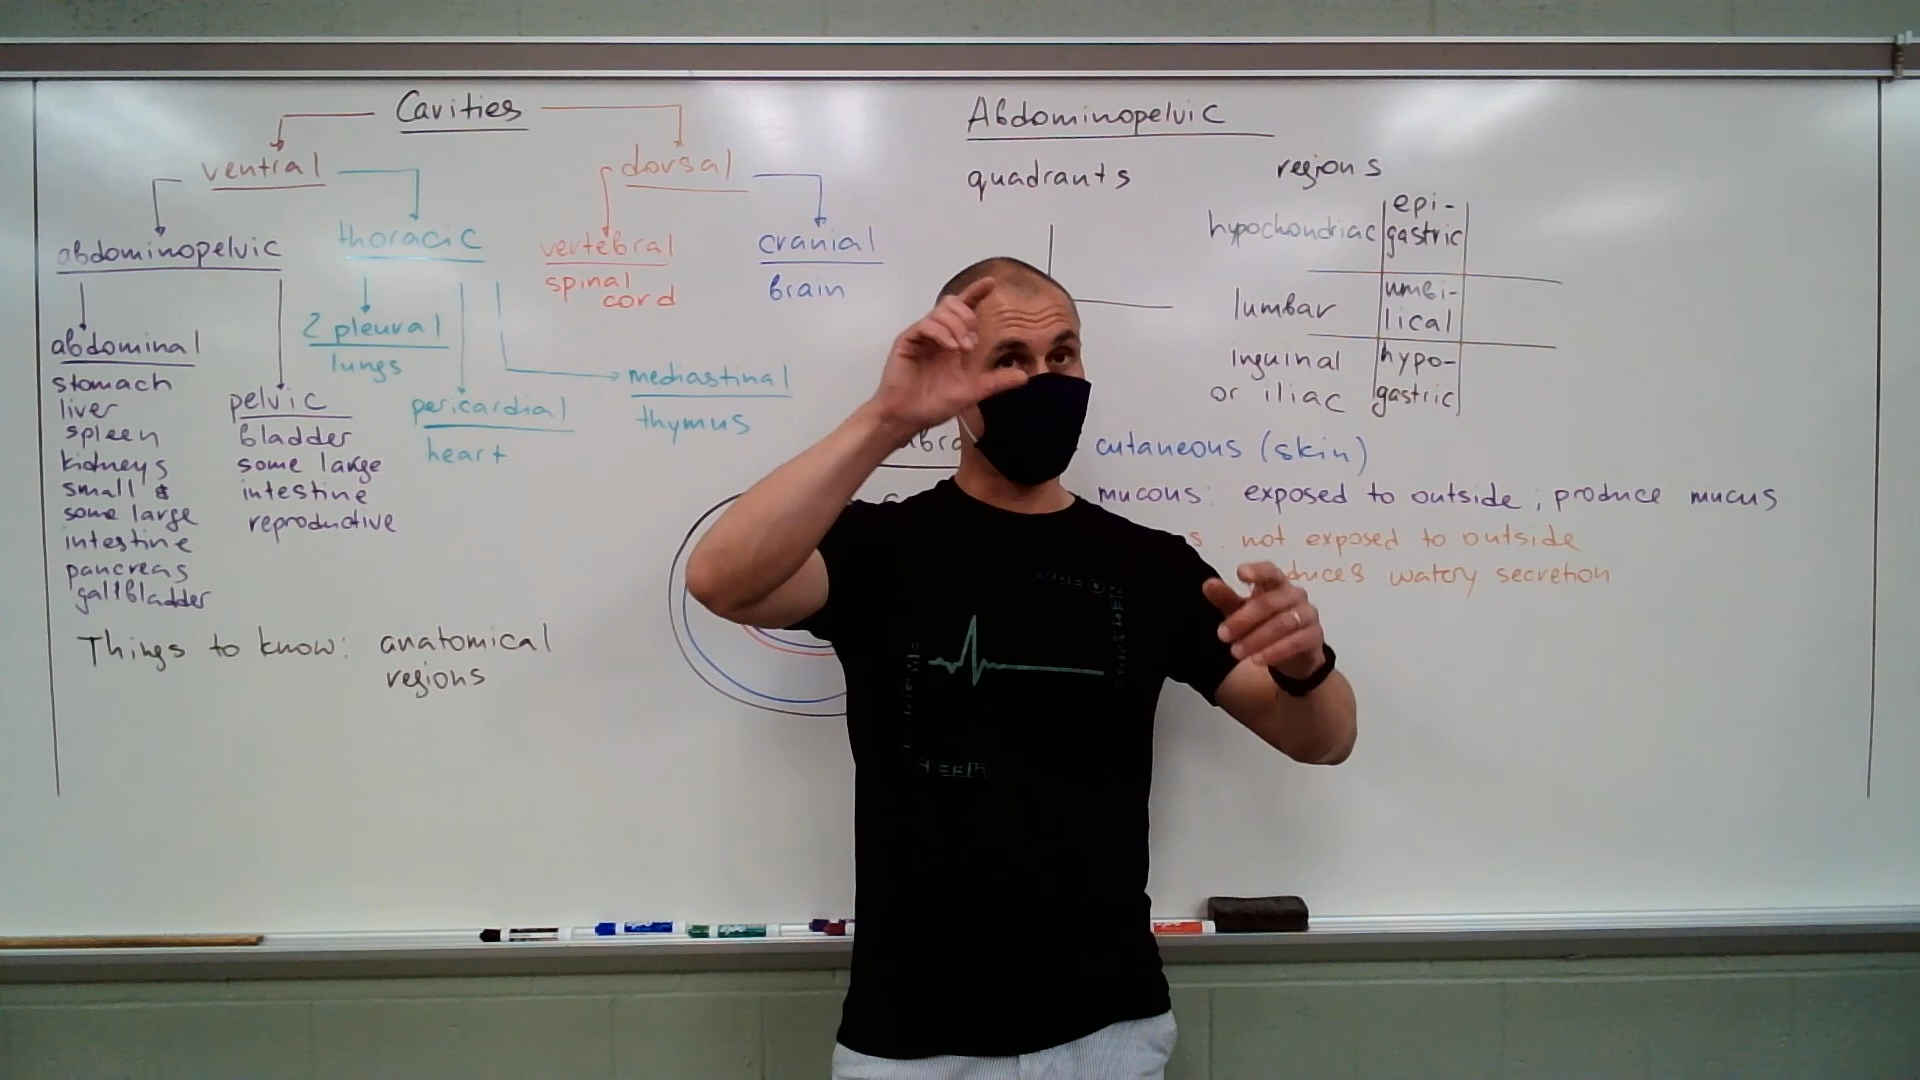 Cavities
ventral
dorsal
abdominopelvic
thoracic
vertebral
spinal
cord
cranial
brain
abdominal
stomach
liver
spleen
kidneys
small &
some large
intestine
pancreas
gallbladder
pelvic
bladder
some large
intestine
reproductive
2 pleural
lungs
pericardial
heart
mediastinal
thymus
Things to know: anatomical
regions
Abdominopelvic
quadrants
regions
hypochondriac
epi-
gastric
lumbar
umbi-
lical
Inguinal
or iliac
hypo-
gastric
cutaneous (skin)
mucous: exposed to outside; produce mucus
not exposed to outside
watery secretion